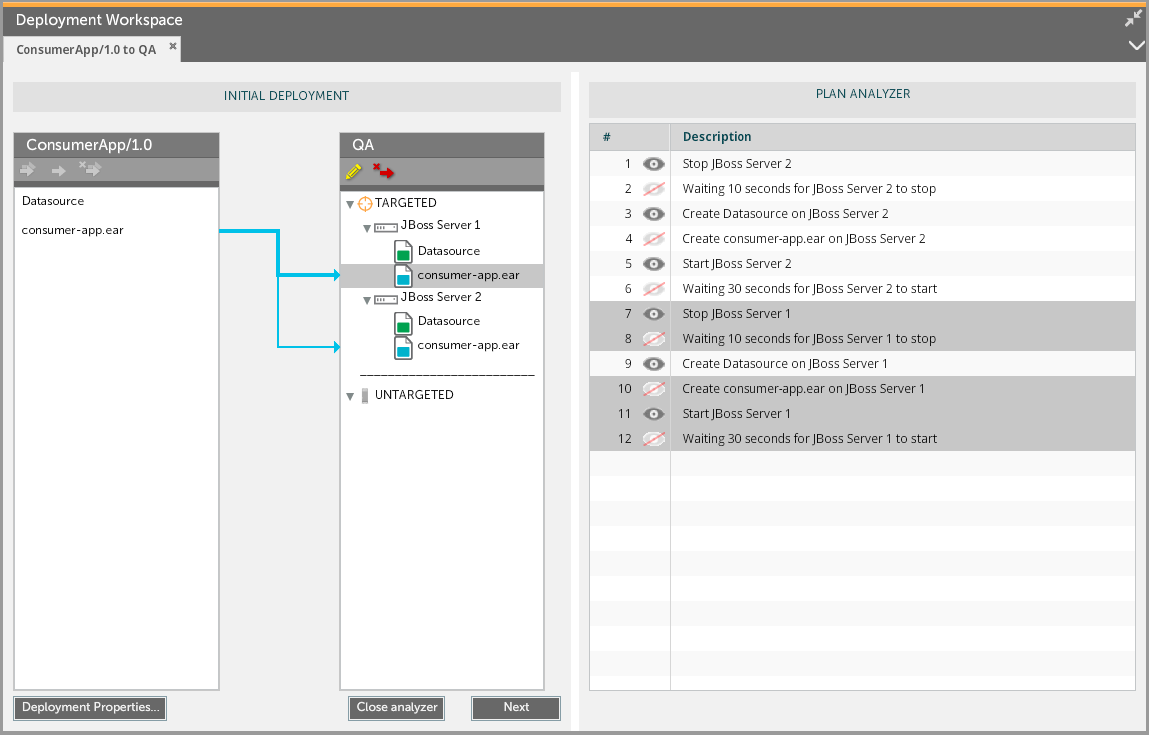 Deployment Workspace
ConsumerApp/1.0 to QA
INITIAL DEPLOYMENT
ConsumerApp/1.0
Datasource
consumer-app.ear
QA
TARGETED
JBoss Server 1
Datasource
consumer-app.ear
JBoss Server 2
Datasource
consumer-app.ear
UNTARGETED
Deployment Properties...
Close analyzer
Next
PLAN ANALYZER
# Description
1 Stop JBoss Server 2
2 Waiting 10 seconds for JBoss Server 2 to stop
3 Create Datasource on JBoss Server 2
4 Create consumer-app.ear on JBoss Server 2
5 Start JBoss Server 2
6 Waiting 30 seconds for JBoss Server 2 to start
7 Stop JBoss Server 1
8 Waiting 10 seconds for JBoss Server 1 to stop
9 Create Datasource on JBoss Server 1
10 Create consumer-app.ear on JBoss Server 1
11 Start JBoss Server 1
12 Waiting 30 seconds for JBoss Server 1 to start